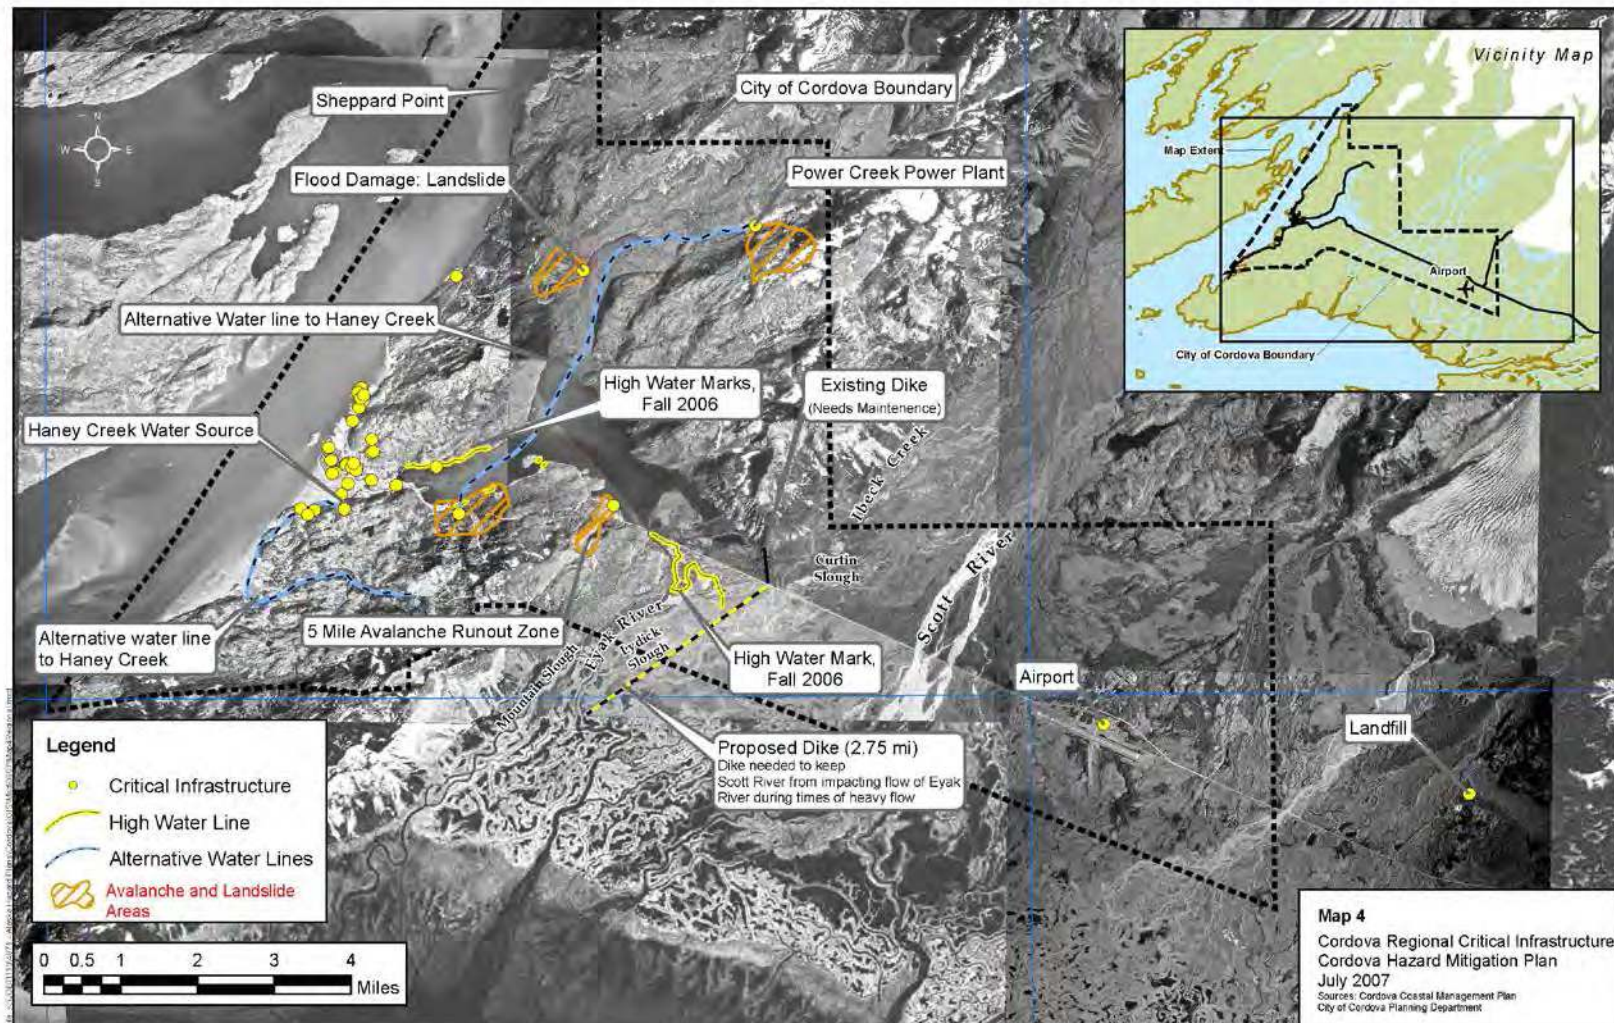 Vicinity Map
Map Extent
Airport
City of Cordova Boundary
N
W
E
S
Sheppard Point
City of Cordova Boundary
Flood Damage: Landslide
Power Creek Power Plant
Alternative Water line to Haney Creek
High Water Marks,
Fall 2006
Existing Dike
(Needs Maintenence)
Haney Creek Water Source
Ibeck Creek
Curtin
Slough
Scott River
Alternative water line
to Haney Creek
5 Mile Avalanche Runout Zone
Mountain Slough
Eyak River
Slough
High Water Mark,
Fall 2006
Airport
Landfill
Proposed Dike (2.75 mi)
Dike needed to keep
Scott River from impacting flow of Eyak
River during times of heavy flow
Legend
Critical Infrastructure
High Water Line
Alternative Water Lines
Avalanche and Landslide
Areas
0 0.5 1 2 3 4
Miles
Map 4
Cordova Regional Critical Infrastructure
Cordova Hazard Mitigation Plan
July 2007
Sources: Cordova Coastal Management Plan
City of Cordova Planning Department